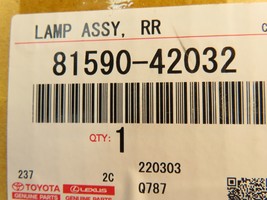 LAMP ASSY, RR C
81590-42032
QTY: 1
237 2C 220303
TOYOTA LEXUS Q787
GENUINE PARTS GENUINE PARTS